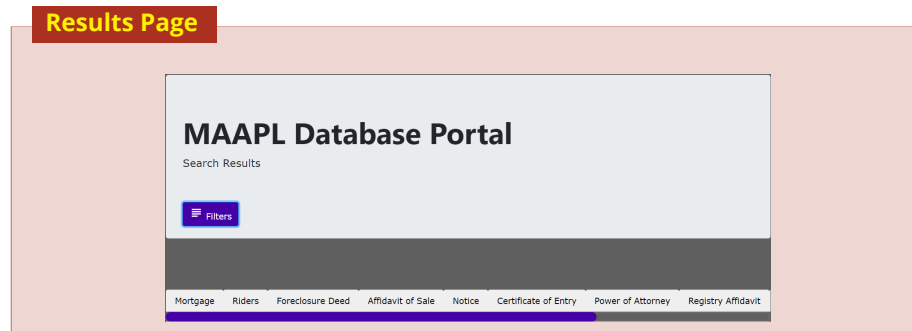 Results Page
MAAPL Database Portal
Search Results
Filters
Mortgage Riders Foreclosure Deed Affidavit of Sale Notice Certificate of Entry Power of Attorney Registry Affidavit